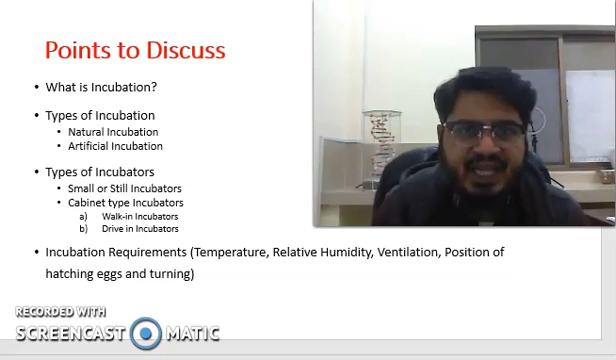 Points to Discuss
• What is Incubation?
• Types of Incubation
• Natural Incubation
• Artificial Incubation
• Types of Incubators
• Small or Still Incubators
• Cabinet type Incubators
a) Walk-in Incubators
b) Drive in Incubators
• Incubation Requirements (Temperature, Relative Humidity, Ventilation, Position of
hatching eggs and turning)
RECORDED WITH
SCREENCAST MATIC